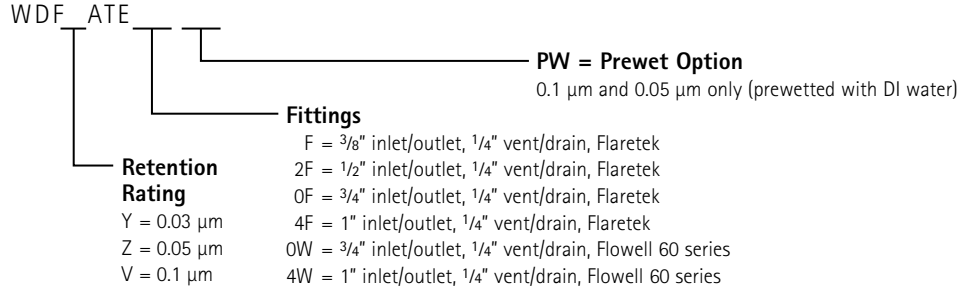 WDF_ATE__ __
PW = Prewet Option
0.1 µm and 0.05 µm only (prewetted with DI water)
Fittings
F = 3/8" inlet/outlet, 1/4" vent/drain, Flaretek
2F = 1/2" inlet/outlet, 1/4" vent/drain, Flaretek
0F = 3/4" inlet/outlet, 1/4" vent/drain, Flaretek
4F = 1" inlet/outlet, 1/4" vent/drain, Flaretek
0W = 3/4" inlet/outlet, 1/4" vent/drain, Flowell 60 series
4W = 1" inlet/outlet, 1/4" vent/drain, Flowell 60 series
Retention
Rating
Y = 0.03 µm
Z = 0.05 µm
V = 0.1 µm